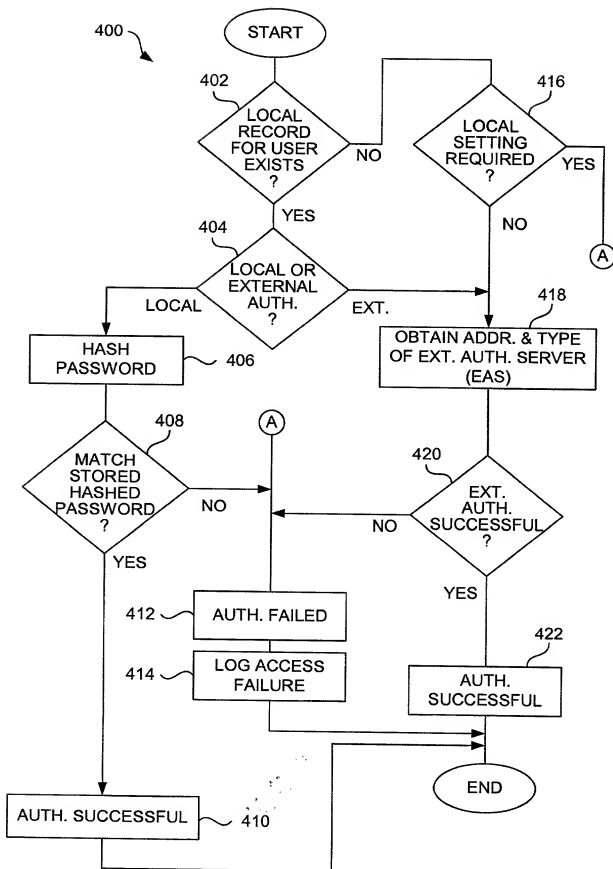 400
START
402
LOCAL
RECORD
FOR USER
EXISTS
?
NO
YES
416
LOCAL
SETTING
REQUIRED
?
YES
NO
A
404
LOCAL OR
EXTERNAL
AUTH.
?
LOCAL
EXT.
HASH
PASSWORD
406
418
OBTAIN ADDR. & TYPE
OF EXT. AUTH. SERVER
(EAS)
408
MATCH
STORED
HASHED
PASSWORD
?
NO
YES
A
420
EXT.
AUTH.
SUCCESSFUL
?
NO
YES
412
AUTH. FAILED
414
LOG ACCESS
FAILURE
422
AUTH.
SUCCESSFUL
END
AUTH. SUCCESSFUL
410